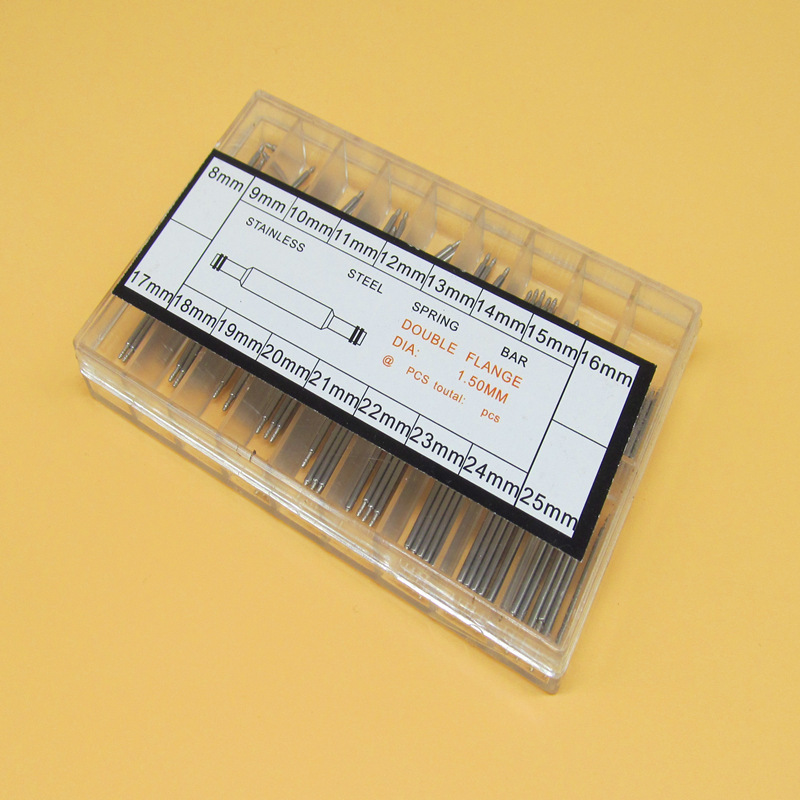 8mm 9mm 10mm 11mm 12mm 13mm 14mm 15mm 16mm
STAINLESS STEEL SPRING BAR
DOUBLE FLANGE
DIA: 1.50MM
@ PCS toutal: pcs
17mm 18mm 19mm 20mm 21mm 22mm 23mm 24mm 25mm